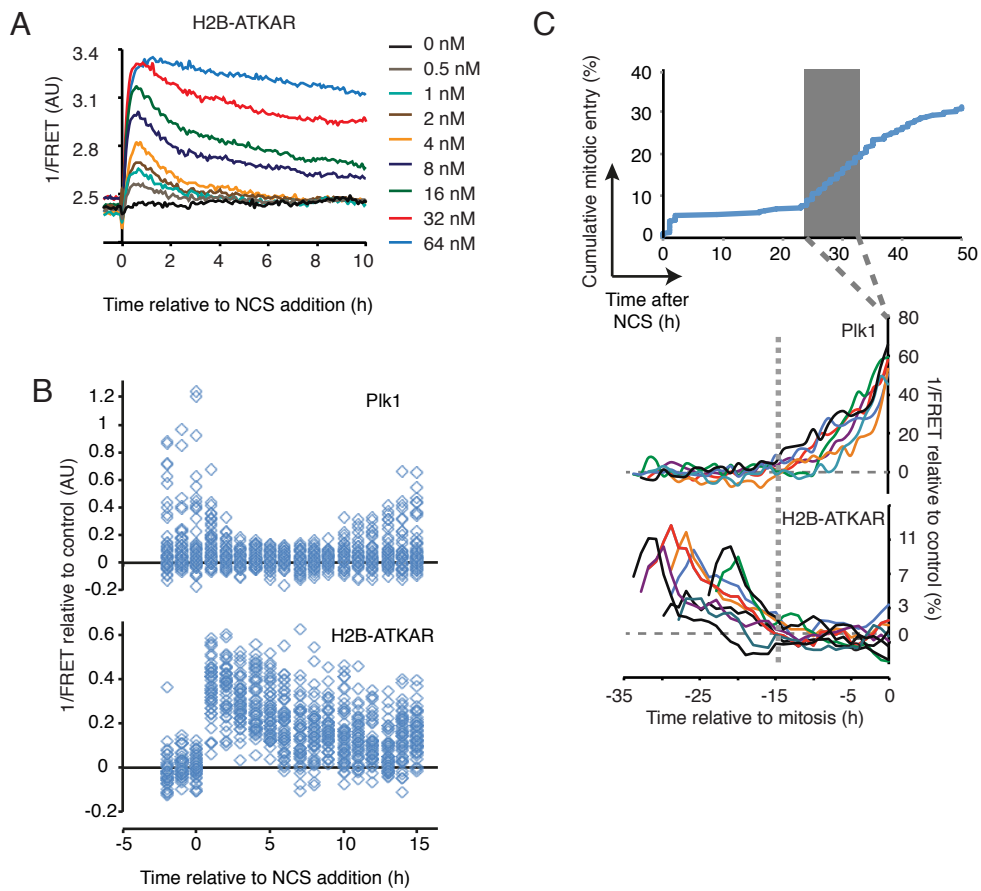 A
H2B-ATKAR
1/FRET (AU)
3.4
3.1
2.8
2.5
0 2 4 6 8 10
Time relative to NCS addition (h)
0 nM
0.5 nM
1 nM
2 nM
4 nM
8 nM
16 nM
32 nM
64 nM
B
1/FRET relative to control (AU)
Plk1
1.2
1
0.8
0.6
0.4
0.2
0
-0.2
H2B-ATKAR
0.6
0.4
0.2
0
-0.2
-5 0 5 10 15
Time relative to NCS addition (h)
C
Cumulative mitotic entry (%)
40
30
20
10
0
0 10 20 30 40 50
Time after
NCS (h)
Plk1
80
60
40
20
0
1/FRET relative to control (%)
H2B-ATKAR
11
7
3
0
-35 -25 -15 -5 0
Time relative to mitosis (h)